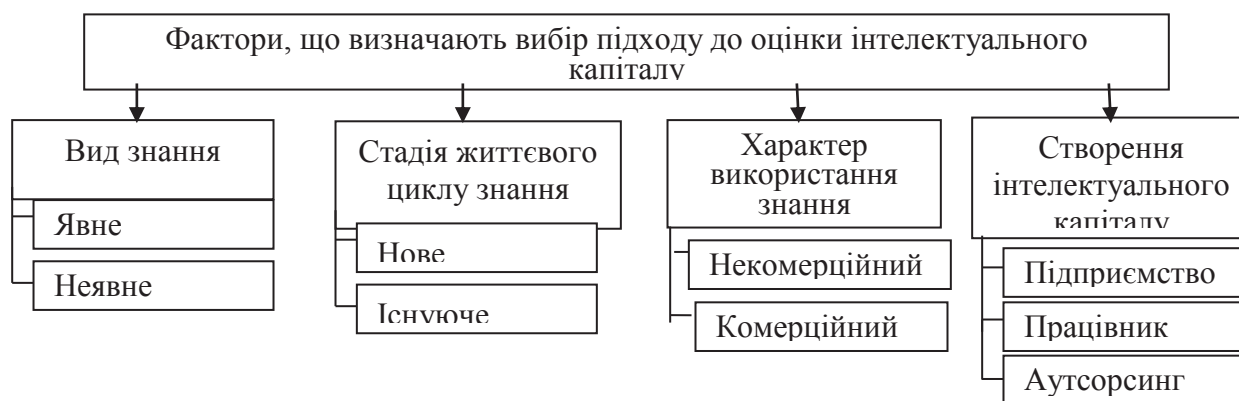 Фактори, що визначають вибір підходу до оцінки інтелектуального
капіталу
Вид знання
Явне
Неявне
Стадія життєвого
циклу знання
Нове
Існуюче
Характер
використання
знання
Некомерційний
Комерційний
Створення
інтелектуального
капіталу
Підприємство
Працівник
Аутсорсинг